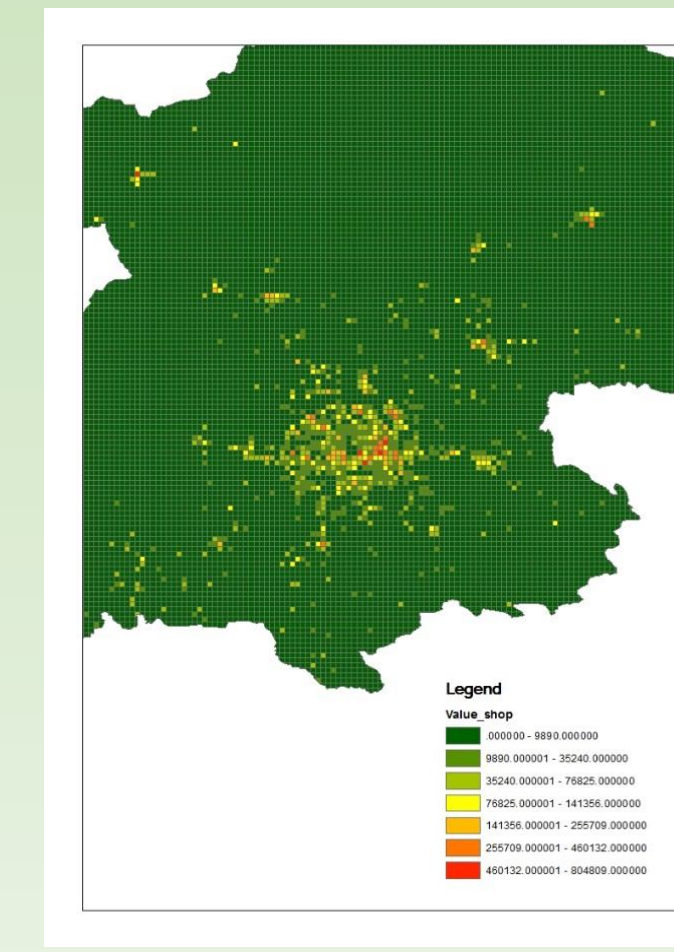 Legend
Value_shop
.000000 - 9890.000000
9890.000001 - 35240.000000
35240.000001 - 76825.000000
76825.000001 - 141356.000000
141356.000001 - 255709.000000
255709.000001 - 460132.000000
460132.000001 - 804809.000000